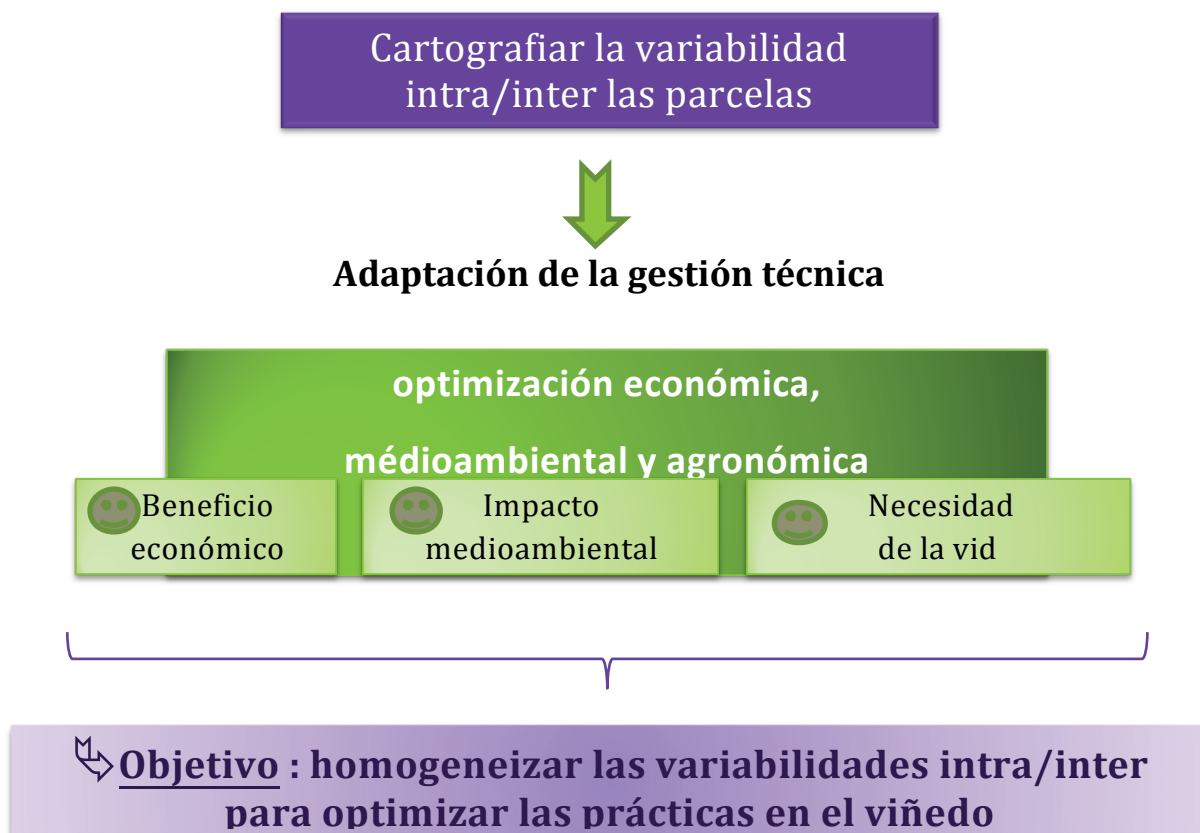 Cartografiar la variabilidad
intra/inter las parcelas
Adaptación de la gestión técnica
optimización económica,
médioambiental y agronómica
Beneficio
económico
Impacto
medioambiental
Necesidad
de la vid
Objetivo : homogeneizar las variabilidades intra/inter
para optimizar las prácticas en el viñedo